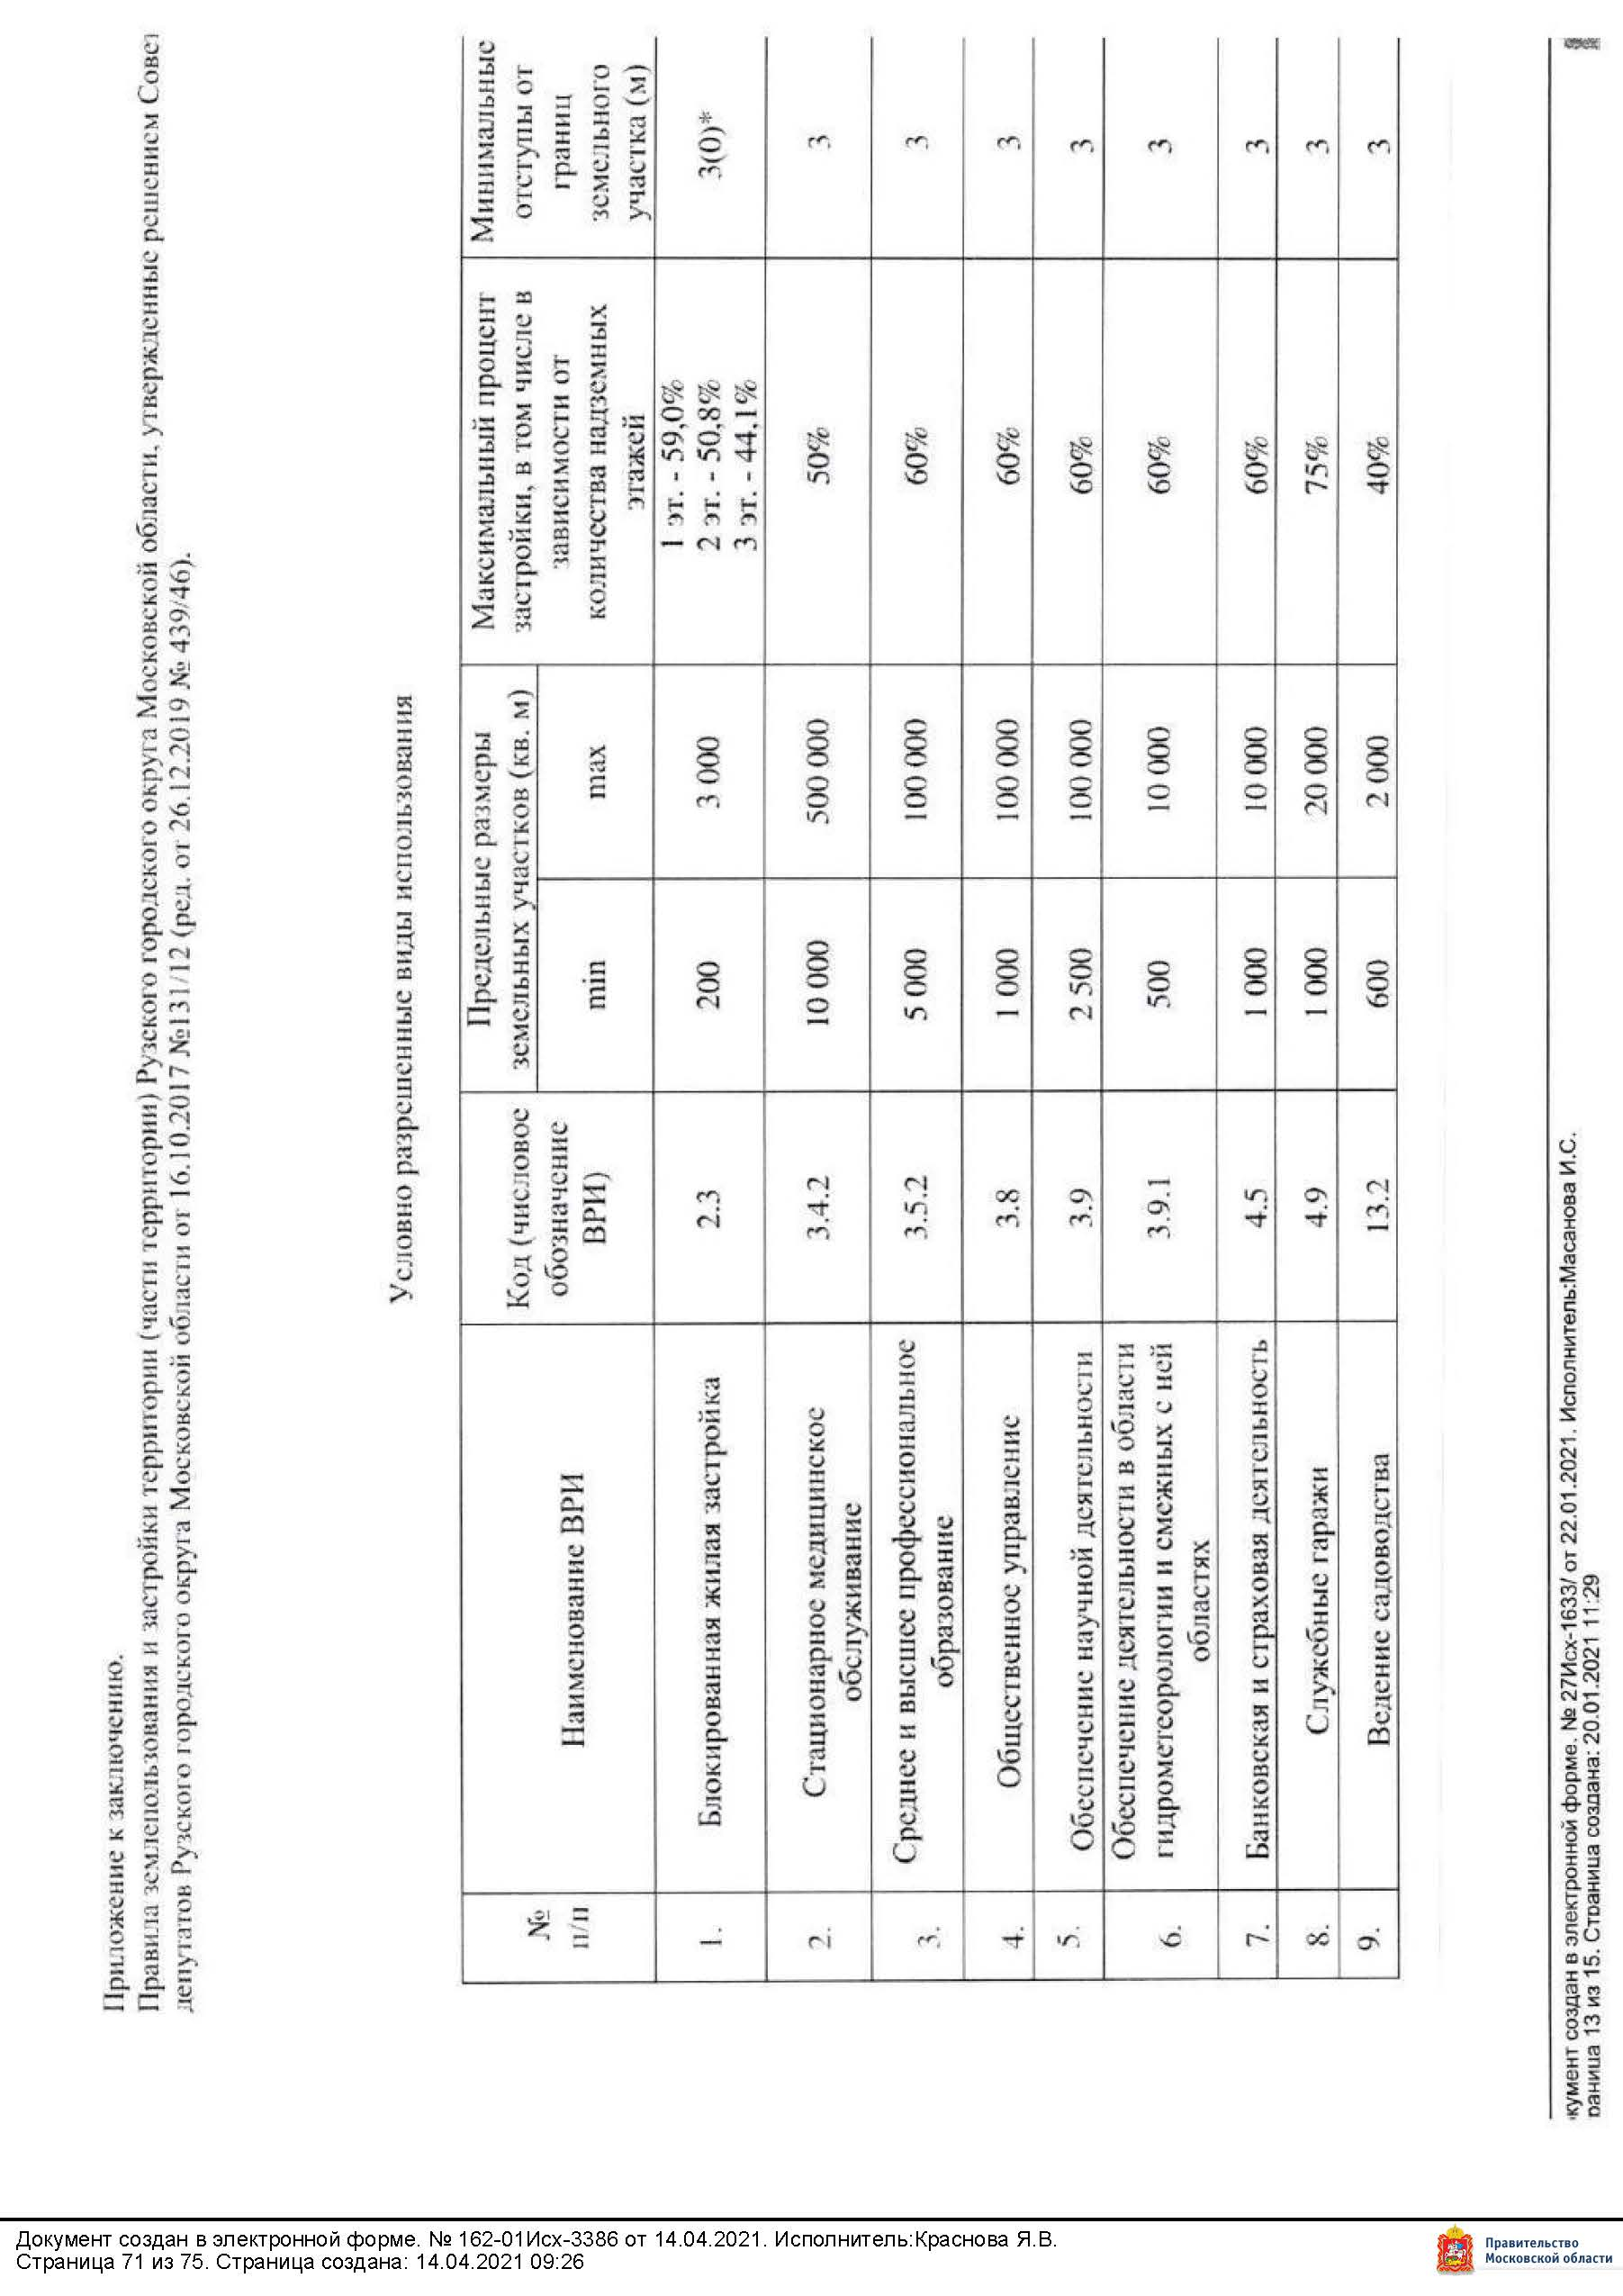 Приложение к заключению.
Правила землепользования и застройки территории (части территории) Рузского городского округа Московской области, утвержденные решением Совет
депутатов Рузского городского округа Московской области от 16.10.2017 №131/12 (ред. от 26.12.2019 № 439/46).
Условно разрешенные виды использования
№ п/п | Наименование ВРИ | Код (числовое обозначение ВРИ) | Предельные размеры земельных участков (кв. м) | Максимальный процент застройки, в том числе в зависимости от количества надземных этажей | Минимальные отступы от границ земельного участка (м)
min | max
1. | Блокированная жилая застройка | 2.3 | 200 | 3 000 | 1 эт. - 59,0% 2 эт. - 50,8% 3 эт. - 44,1% | 3(0)*
2. | Стационарное медицинское обслуживание | 3.4.2 | 10 000 | 500 000 | 50% | 3
3. | Среднее и высшее профессиональное образование | 3.5.2 | 5 000 | 100 000 | 60% | 3
4. | Общественное управление | 3.8 | 1 000 | 100 000 | 60% | 3
5. | Обеспечение научной деятельности | 3.9 | 2 500 | 100 000 | 60% | 3
6. | Обеспечение деятельности в области гидрометеорологии и смежных с ней областях | 3.9.1 | 500 | 10 000 | 60% | 3
7. | Банковская и страховая деятельность | 4.5 | 1 000 | 10 000 | 60% | 3
8. | Служебные гаражи | 4.9 | 1 000 | 20 000 | 75% | 3
9. | Ведение садоводства | 13.2 | 600 | 2 000 | 40% | 3
кумент создан в электронной форме. № 27Исх-1633/ от 22.01.2021. Исполнитель:Масанова И.С.
раница 13 из 15. Страница создана: 20.01.2021 11:29
Документ создан в электронной форме. № 162-01Исх-3386 от 14.04.2021. Исполнитель:Краснова Я.В.
Страница 71 из 75. Страница создана: 14.04.2021 09:26
Правительство
Московской области